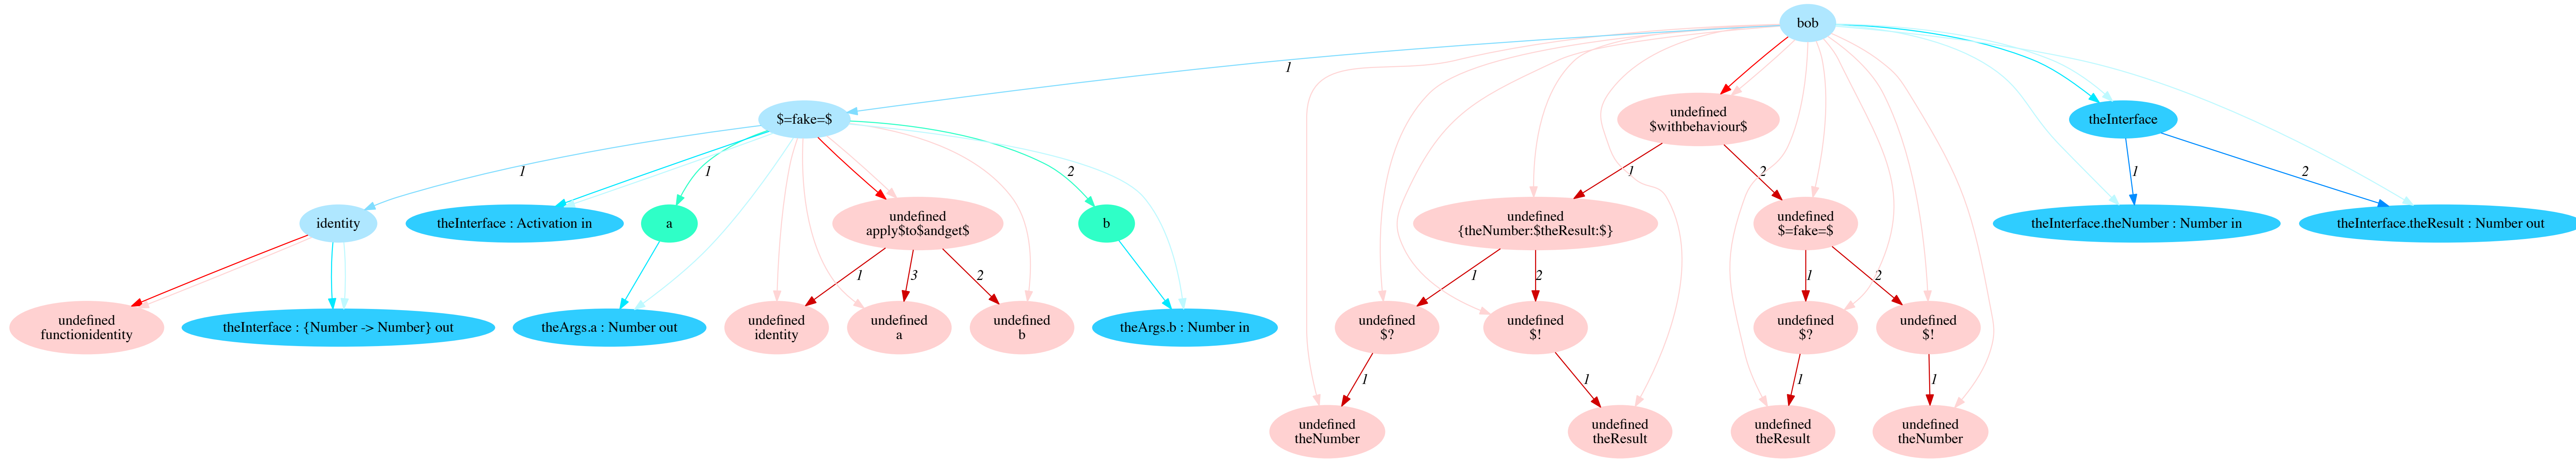 bob
1
$=fake=$
undefined
$withbehaviour$
theInterface
1
1
2
1
2
1
2
identity
theInterface : Activation in
a
undefined
apply$to$andget$
b
undefined
{theNumber:$theResult:$}
undefined
$=fake=$
theInterface.theNumber : Number in
theInterface.theResult : Number out
1
3
2
1
2
1
2
undefined
functionidentity
theInterface : {Number -> Number} out
theArgs.a : Number out
undefined
identity
undefined
a
undefined
b
theArgs.b : Number in
undefined
$?
undefined
$!
undefined
$?
undefined
$!
1
1
1
1
undefined
theNumber
undefined
theResult
undefined
theResult
undefined
theNumber